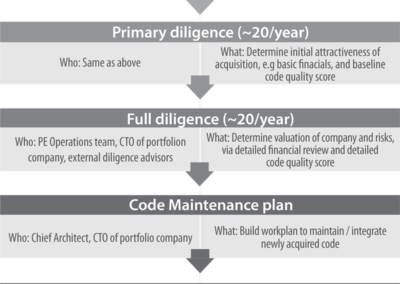 Primary diligence (~20/year)
Who: Same as above
What: Determine initial attractiveness of
acquisition, e.g basic finacials, and baseline
code quality score
Full diligence (~20/year)
Who: PE Operations team, CTO of portfolion
company, external diligence advisors
What: Determine valuation of company and risks,
via detailed financial review and detailed
code quality score
Code Maintenance plan
Who: Chief Architect, CTO of portfolio company
What: Build workplan to maintain / integrate
newly acquired code